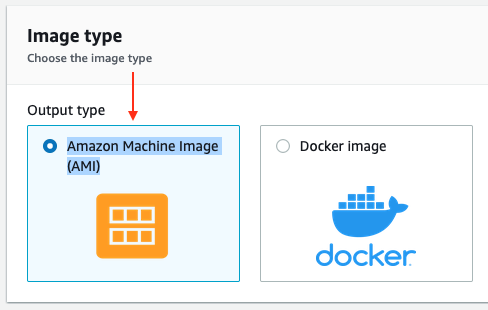 Image type
Choose the image type
Output type
Amazon Machine Image
(AMI)
Docker image
docker